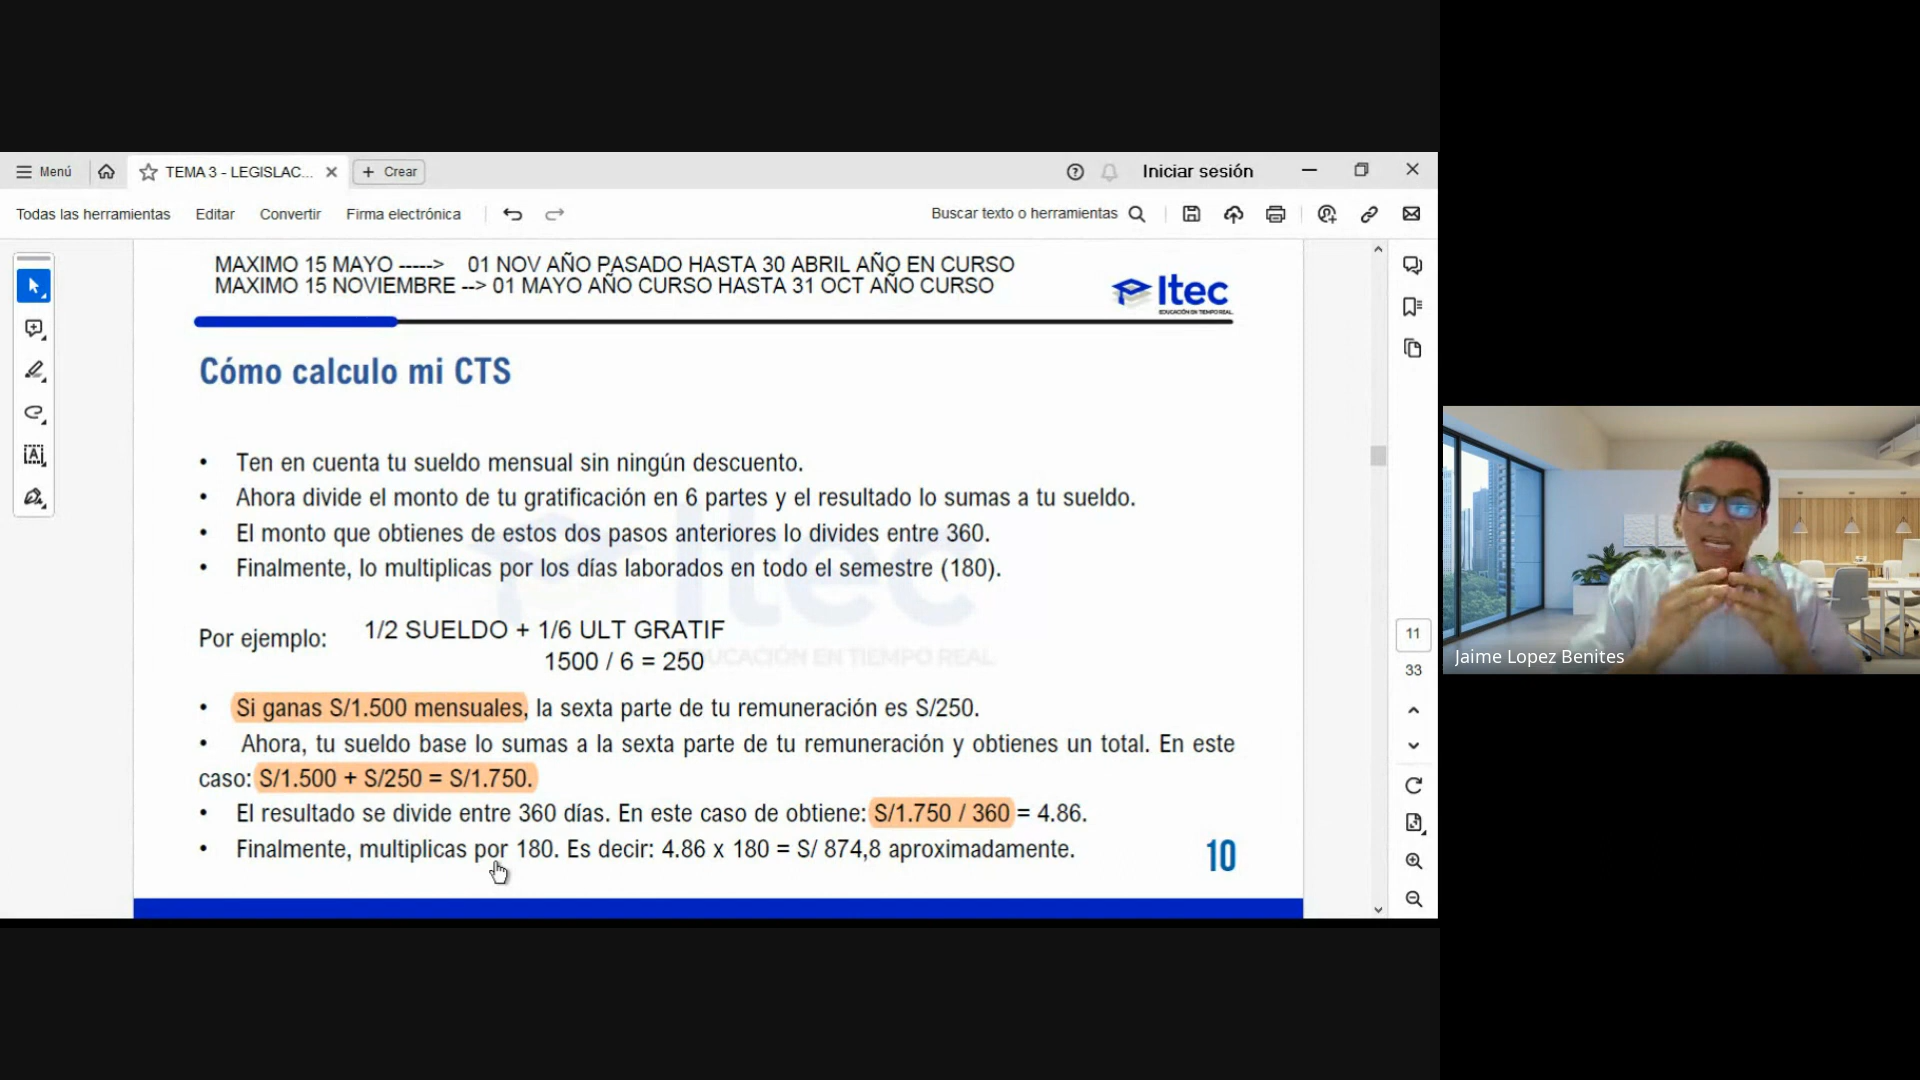 Menú
TEMA 3 - LEGISLAC...
Crear
Iniciar sesión
Todas las herramientas
Editar
Convertir
Firma electrónica
Buscar texto o herramientas
MAXIMO 15 MAYO -----> 01 NOV AÑO PASADO HASTA 30 ABRIL AÑO EN CURSO
MAXIMO 15 NOVIEMBRE --> 01 MAYO AÑO CURSO HASTA 31 OCT AÑO CURSO
Itec
EDUCACIÓN EN TIEMPO REAL
Cómo calculo mi CTS
• Ten en cuenta tu sueldo mensual sin ningún descuento.
• Ahora divide el monto de tu gratificación en 6 partes y el resultado lo sumas a tu sueldo.
• El monto que obtienes de estos dos pasos anteriores lo divides entre 360.
• Finalmente, lo multiplicas por los días laborados en todo el semestre (180).
Itec
EDUCACIÓN EN TIEMPO REAL
Por ejemplo:
1/2 SUELDO + 1/6 ULT GRATIF
1500 / 6 = 250
• Si ganas S/1.500 mensuales, la sexta parte de tu remuneración es S/250.
• Ahora, tu sueldo base lo sumas a la sexta parte de tu remuneración y obtienes un total. En este
caso: S/1.500 + S/250 = S/1.750.
• El resultado se divide entre 360 días. En este caso de obtiene: S/1.750 / 360 = 4.86.
• Finalmente, multiplicas por 180. Es decir: 4.86 x 180 = S/ 874,8 aproximadamente.
10
11
33
Jaime Lopez Benites